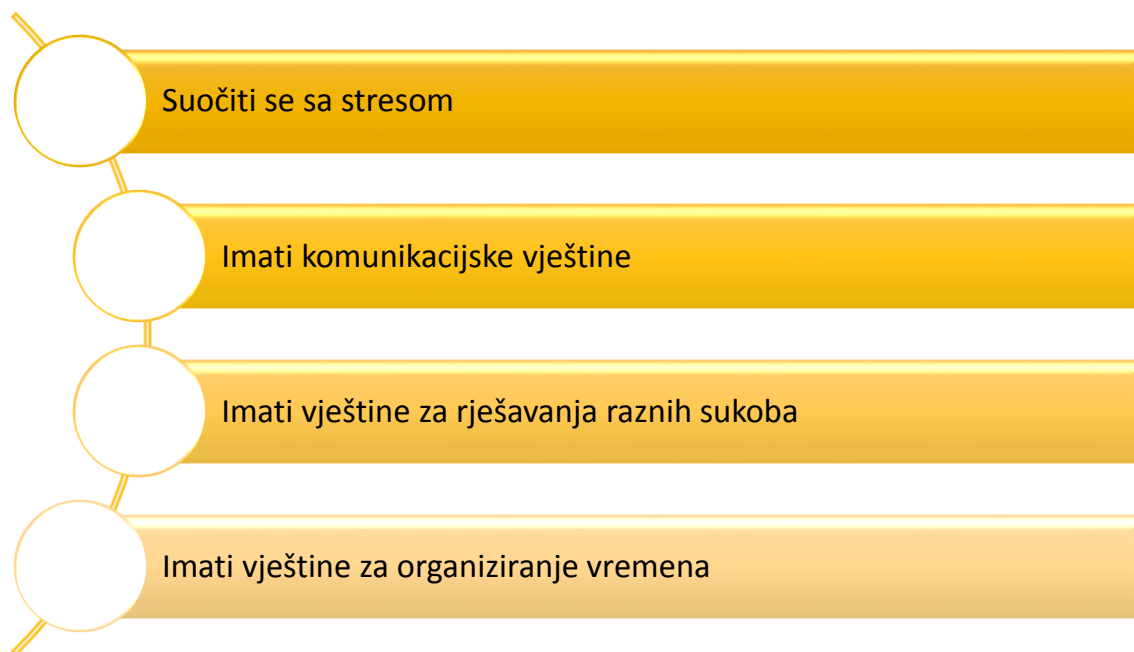 Suočiti se sa stresom
Imati komunikacijske vještine
Imati vještine za rješavanja raznih sukoba
Imati vještine za organiziranje vremena